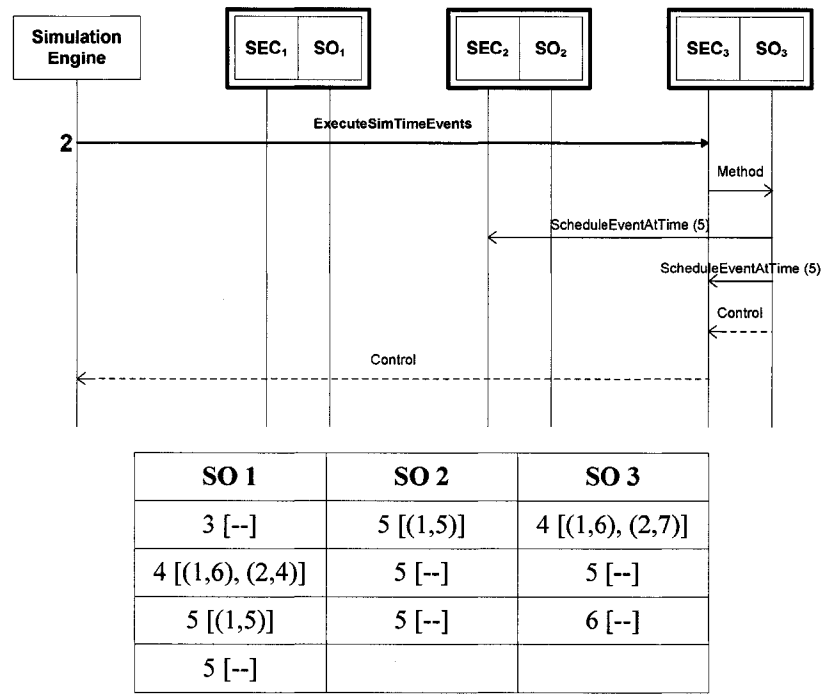 Simulation
Engine
SEC₁ SO₁
SEC₂ SO₂
SEC₃ SO₃
ExecuteSimTimeEvents
2
Method
ScheduleEventAtTime (5)
ScheduleEventAtTime (5)
Control
Control
SO 1 SO 2 SO 3
3 [--] 5 [(1,5)] 4 [(1,6), (2,7)]
4 [(1,6), (2,4)] 5 [--] 5 [--]
5 [(1,5)] 5 [--] 6 [--]
5 [--]